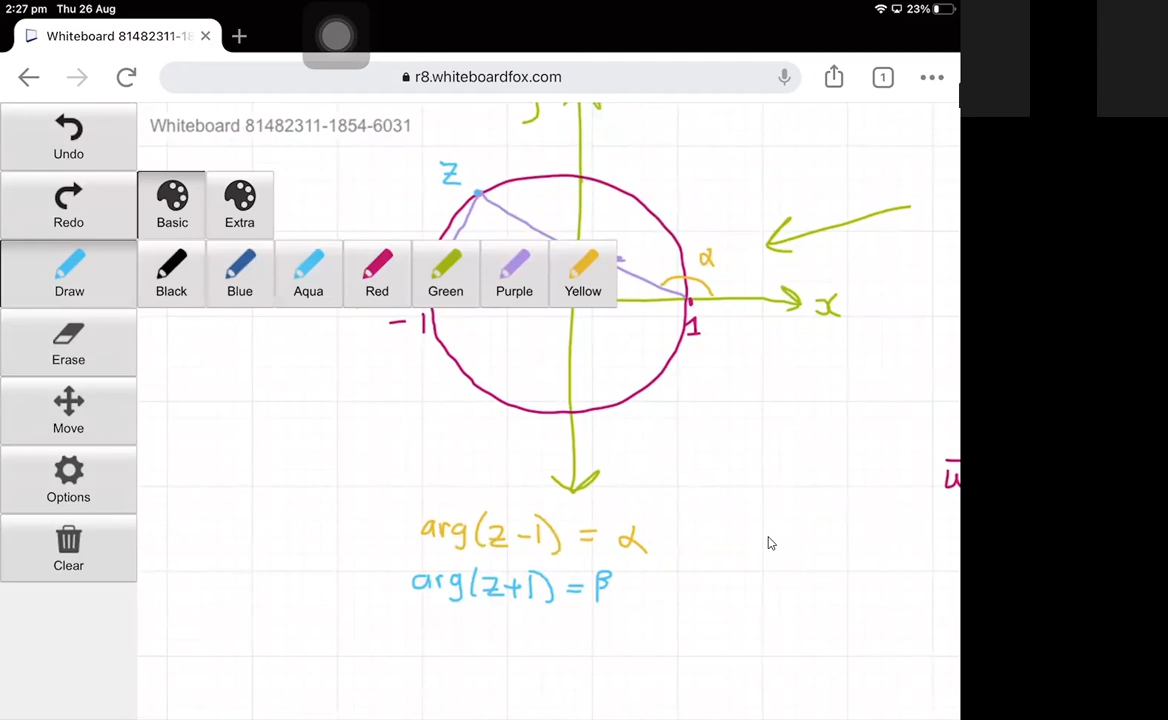 2:27 pm Thu 26 Aug
23%
Whiteboard 81482311-18
r8.whiteboardfox.com
1
Undo
Whiteboard 81482311-1854-6031
Redo
Basic
Extra
Draw
Black
Blue
Aqua
Red
Green
Purple
Yellow
Erase
Move
Options
Clear
y
z
α
x
-1
1
arg(z-1) = α
arg(z+1) = β